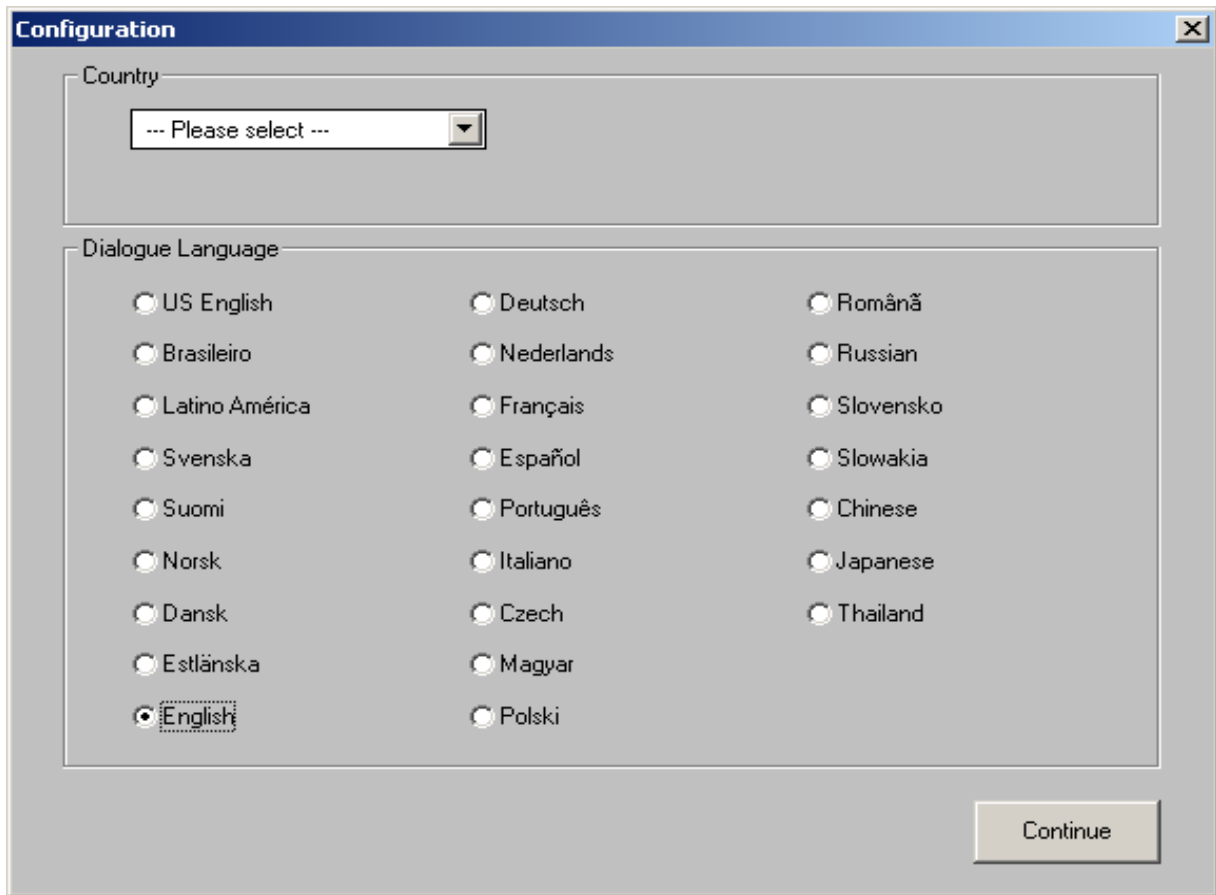 Configuration
Country
--- Please select ---
Dialogue Language
US English
Brasileiro
Latino América
Svenska
Suomi
Norsk
Dansk
Estlänska
English
Deutsch
Nederlands
Français
Español
Português
Italiano
Czech
Magyar
Polski
Românã
Russian
Slovensko
Slowakia
Chinese
Japanese
Thailand
Continue